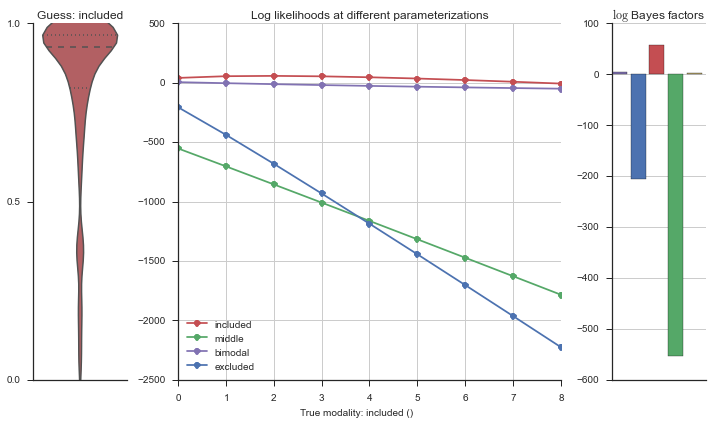 Guess: included
1.0
0.5
0.0
Log likelihoods at different parameterizations
500
0
−500
−1000
−1500
−2000
−2500
included
middle
bimodal
excluded
0 1 2 3 4 5 6 7 8
True modality: included ()
log Bayes factors
100
0
−100
−200
−300
−400
−500
−600